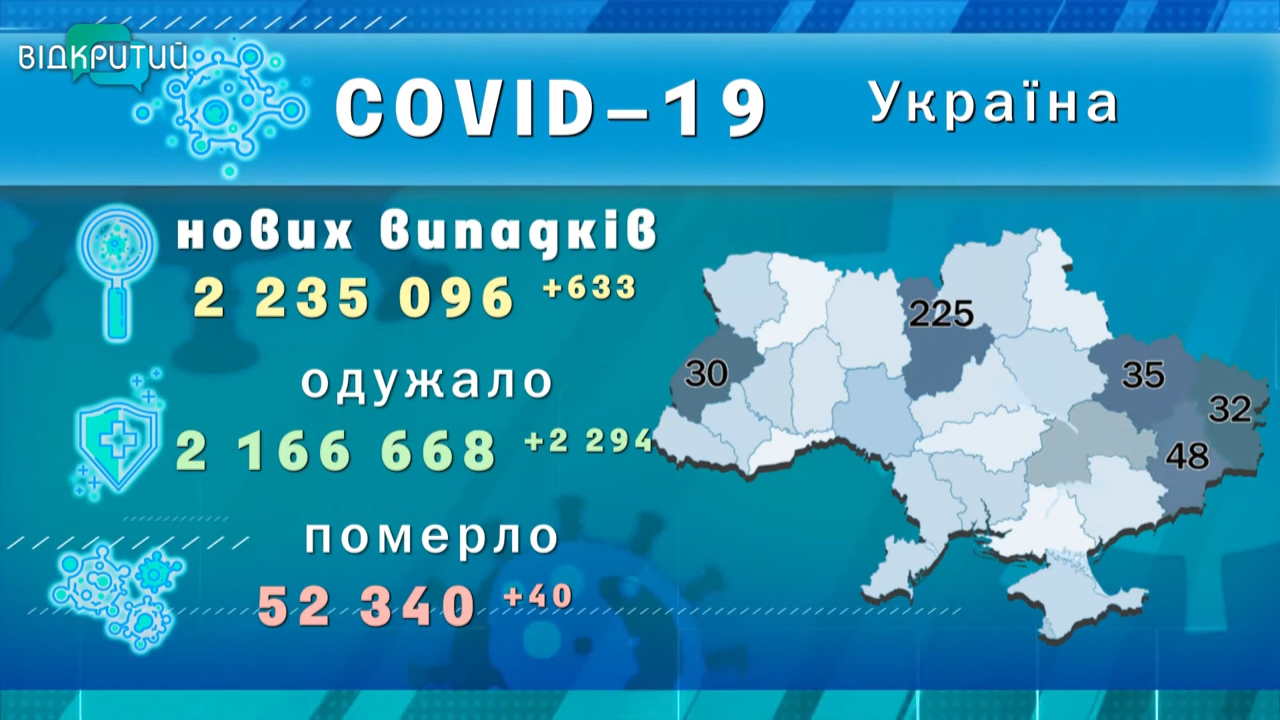 ВІДКРИТИЙ
COVID–19 Україна
нових випадків
2 235 096 +633
одужало
2 166 668 +2 294
померло
52 340 +40
225
30
35
32
48